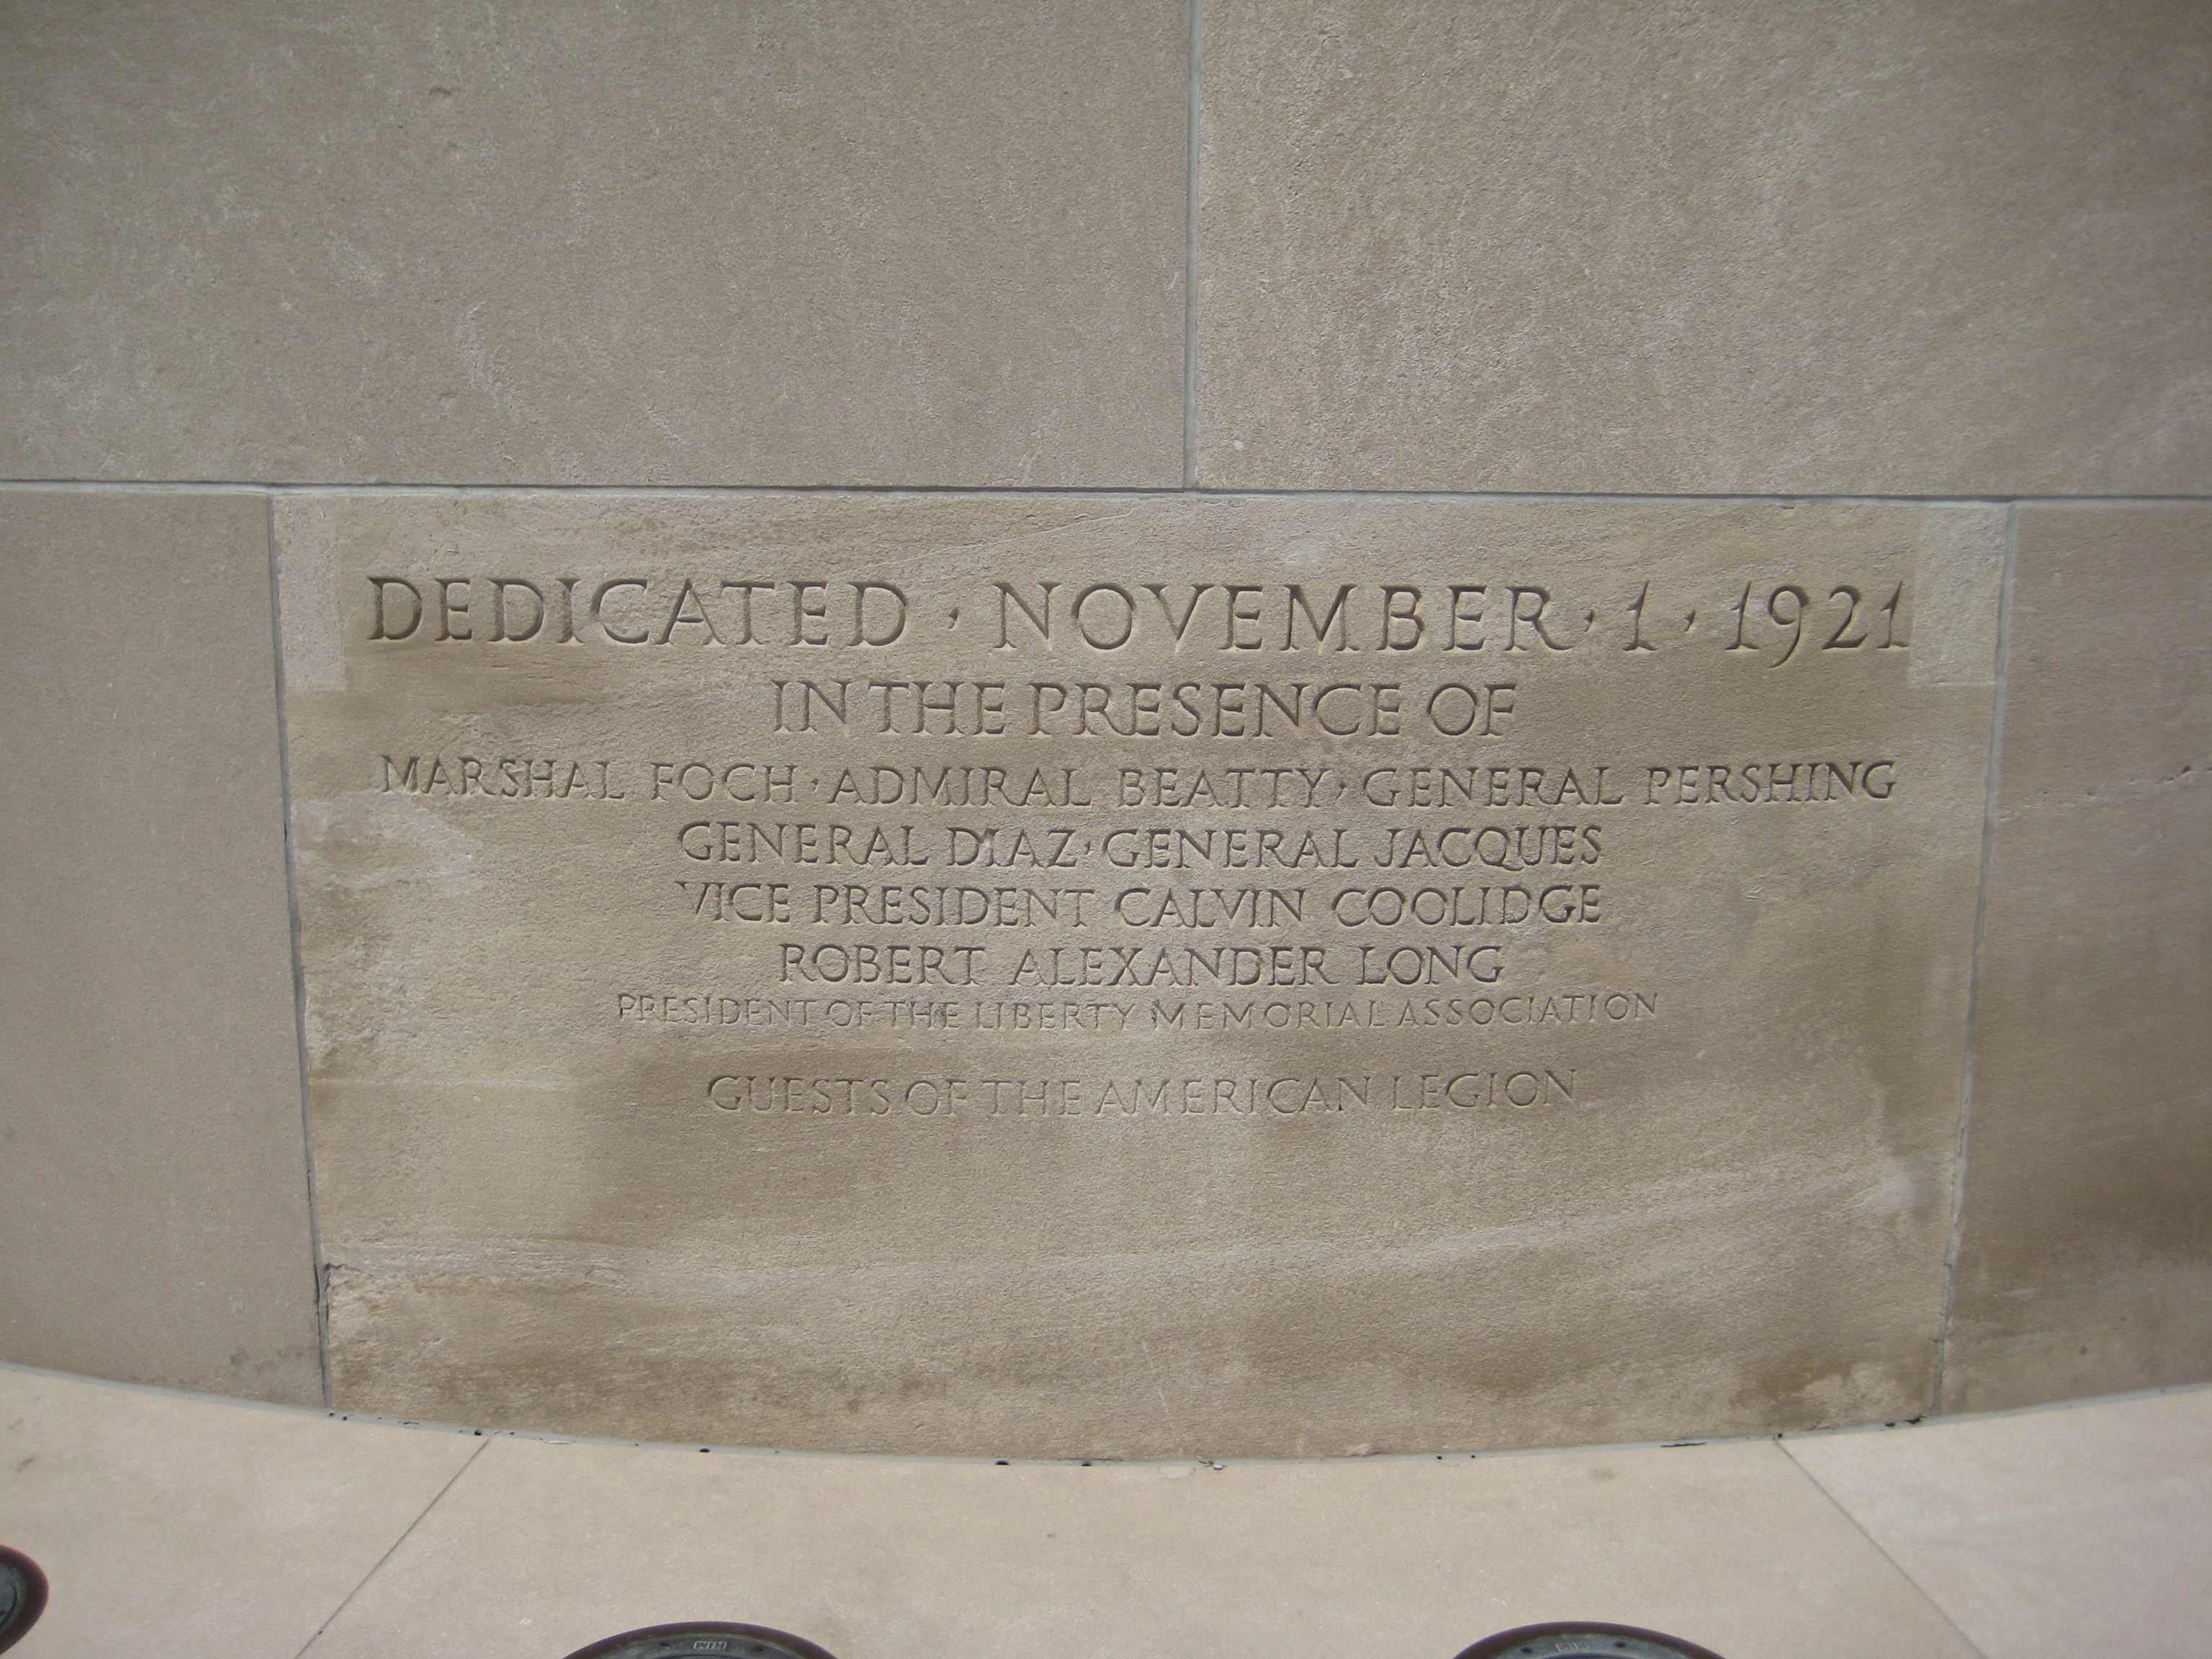 DEDICATED · NOVEMBER · 1 · 1921
IN THE PRESENCE OF
MARSHAL FOCH · ADMIRAL BEATTY · GENERAL PERSHING
GENERAL DIAZ · GENERAL JACQUES
VICE PRESIDENT CALVIN COOLIDGE
ROBERT ALEXANDER LONG
PRESIDENT OF THE LIBERTY MEMORIAL ASSOCIATION
GUESTS OF THE AMERICAN LEGION